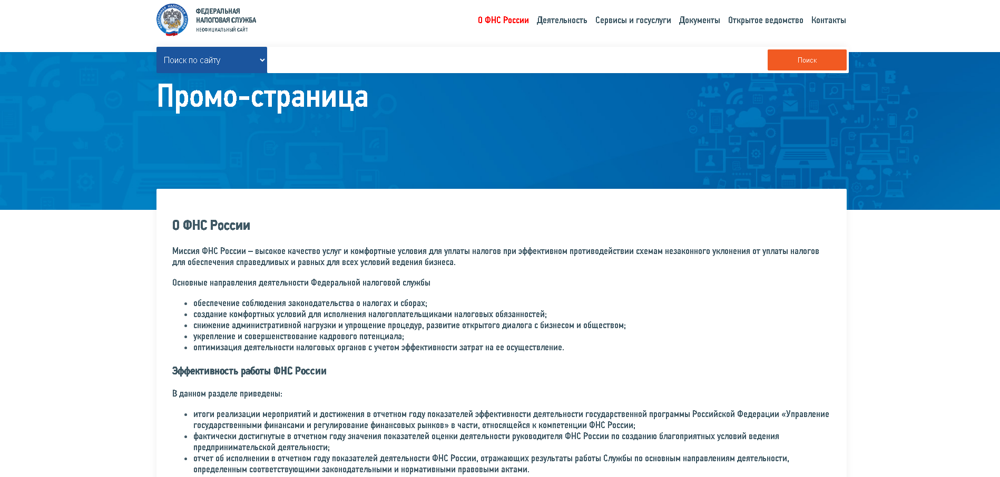 ФЕДЕРАЛЬНАЯ
НАЛОГОВАЯ СЛУЖБА
НЕОФИЦИАЛЬНЫЙ САЙТ
О ФНС России Деятельность Сервисы и госуслуги Документы Открытое ведомство Контакты
Поиск по сайту
Поиск
Промо-страница
О ФНС России
Миссия ФНС России – высокое качество услуг и комфортные условия для уплаты налогов при эффективном противодействии схемам незаконного уклонения от уплаты налогов
для обеспечения справедливых и равных для всех условий ведения бизнеса.
Основные направления деятельности Федеральной налоговой службы
• обеспечение соблюдения законодательства о налогах и сборах;
• создание комфортных условий для исполнения налогоплательщиками налоговых обязанностей;
• снижение административной нагрузки и упрощение процедур, развитие открытого диалога с бизнесом и обществом;
• укрепление и совершенствование кадрового потенциала;
• оптимизация деятельности налоговых органов с учетом эффективности затрат на ее осуществление.
Эффективность работы ФНС России
В данном разделе приведены:
• итоги реализации мероприятий и достижения в отчетном году показателей эффективности деятельности государственной программы Российской Федерации «Управление
государственными финансами и регулирование финансовых рынков» в части, относящейся к компетенции ФНС России;
• фактически достигнутые в отчетном году значения показателей оценки деятельности руководителя ФНС России по созданию благоприятных условий ведения
предпринимательской деятельности;
• отчет об исполнении в отчетном году показателей деятельности ФНС России, отражающих результаты работы Службы по основным направлениям деятельности,
определенным соответствующими законодательными и нормативными правовыми актами.